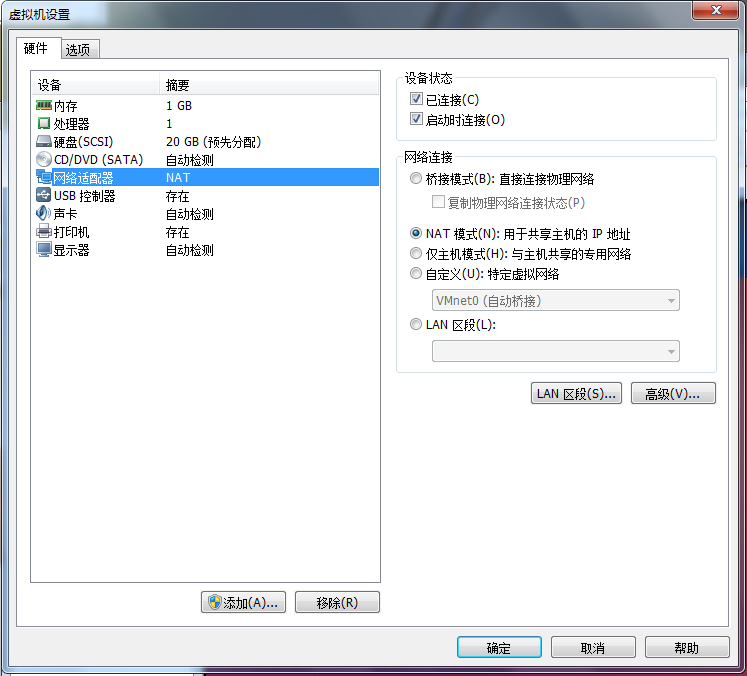 虚拟机设置
硬件 选项
设备 摘要
内存 1 GB
处理器 1
硬盘(SCSI) 20 GB (预先分配)
CD/DVD (SATA) 自动检测
网络适配器 NAT
USB 控制器 存在
声卡 自动检测
打印机 存在
显示器 自动检测
添加(A)... 移除(R)
设备状态
已连接(C)
启动时连接(O)
网络连接
桥接模式(B): 直接连接物理网络
复制物理网络连接状态(P)
NAT 模式(N): 用于共享主机的 IP 地址
仅主机模式(H): 与主机共享的专用网络
自定义(U): 特定虚拟网络
VMnet0 (自动桥接)
LAN 区段(L):
LAN 区段(S)... 高级(V)...
确定 取消 帮助